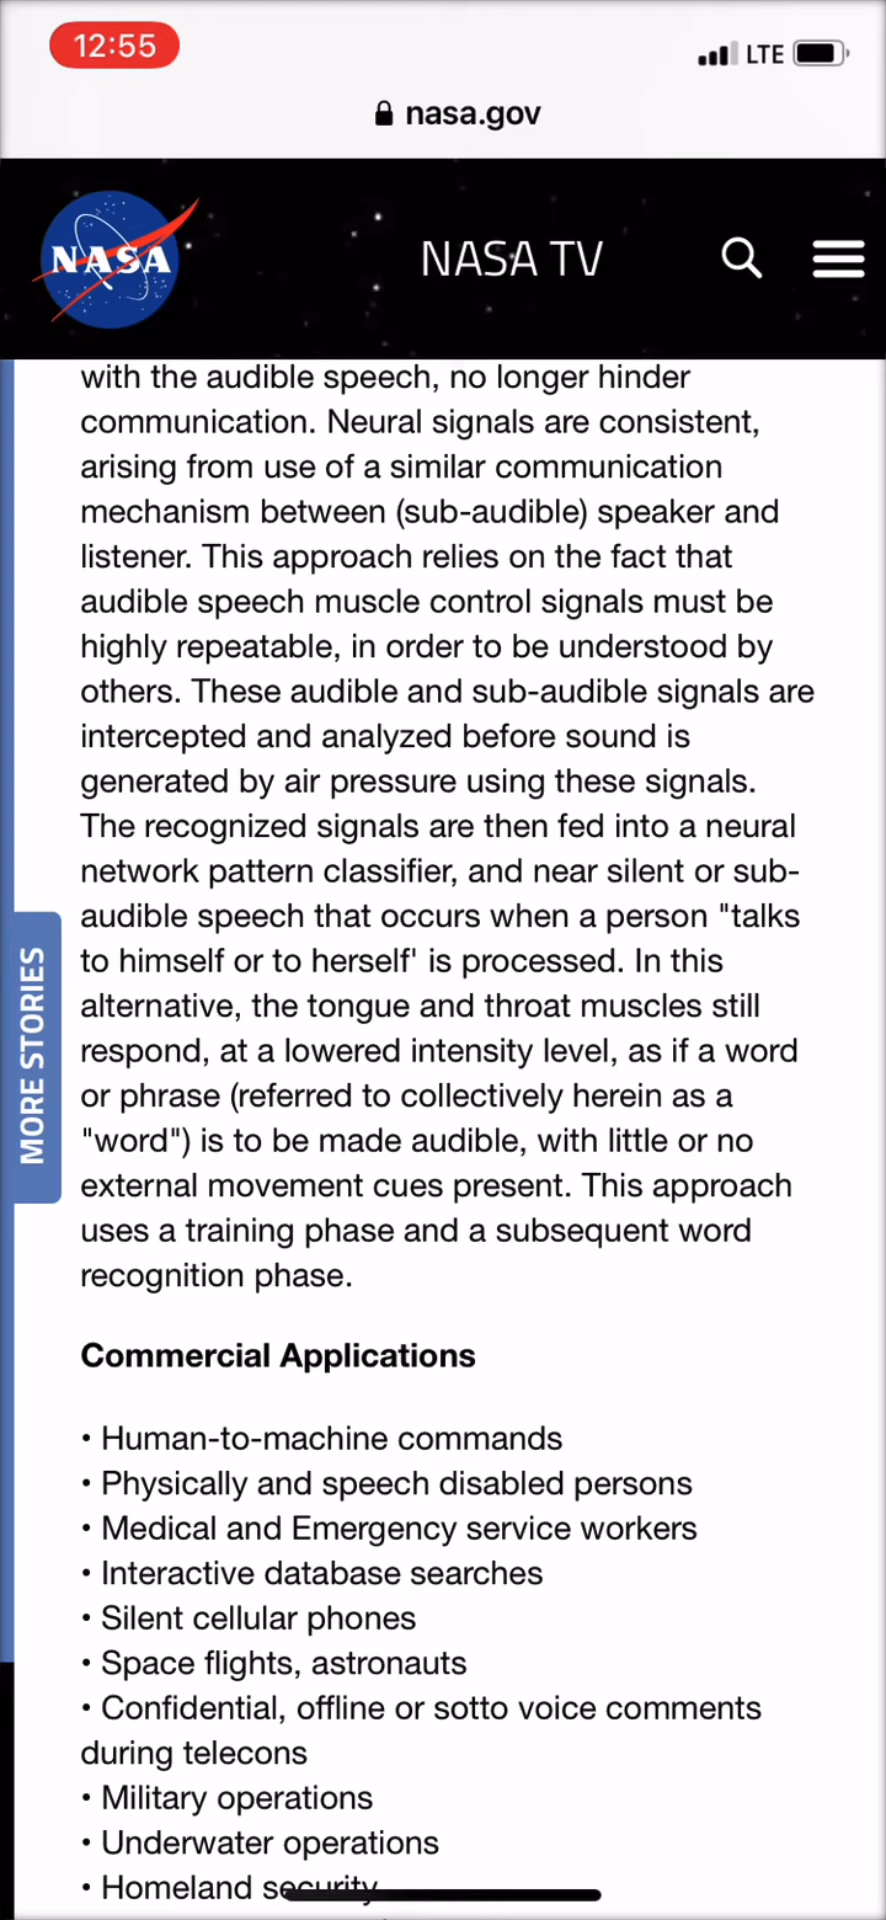 12:55
LTE
nasa.gov
NASA
NASA TV
with the audible speech, no longer hinder
communication. Neural signals are consistent,
arising from use of a similar communication
mechanism between (sub-audible) speaker and
listener. This approach relies on the fact that
audible speech muscle control signals must be
highly repeatable, in order to be understood by
others. These audible and sub-audible signals are
intercepted and analyzed before sound is
generated by air pressure using these signals.
The recognized signals are then fed into a neural
network pattern classifier, and near silent or sub-
audible speech that occurs when a person "talks
to himself or to herself' is processed. In this
alternative, the tongue and throat muscles still
respond, at a lowered intensity level, as if a word
or phrase (referred to collectively herein as a
"word") is to be made audible, with little or no
external movement cues present. This approach
uses a training phase and a subsequent word
recognition phase.
MORE STORIES
Commercial Applications
• Human-to-machine commands
• Physically and speech disabled persons
• Medical and Emergency service workers
• Interactive database searches
• Silent cellular phones
• Space flights, astronauts
• Confidential, offline or sotto voice comments
during telecons
• Military operations
• Underwater operations
• Homeland security